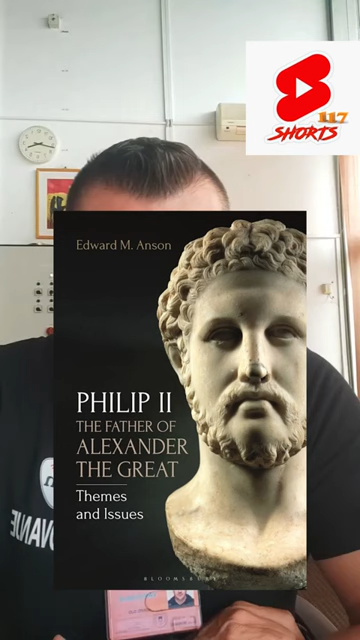 117
SHORTS
Edward M. Anson
PHILIP II
THE FATHER OF
ALEXANDER
THE GREAT
Themes
and Issues
BLOOMSBURY